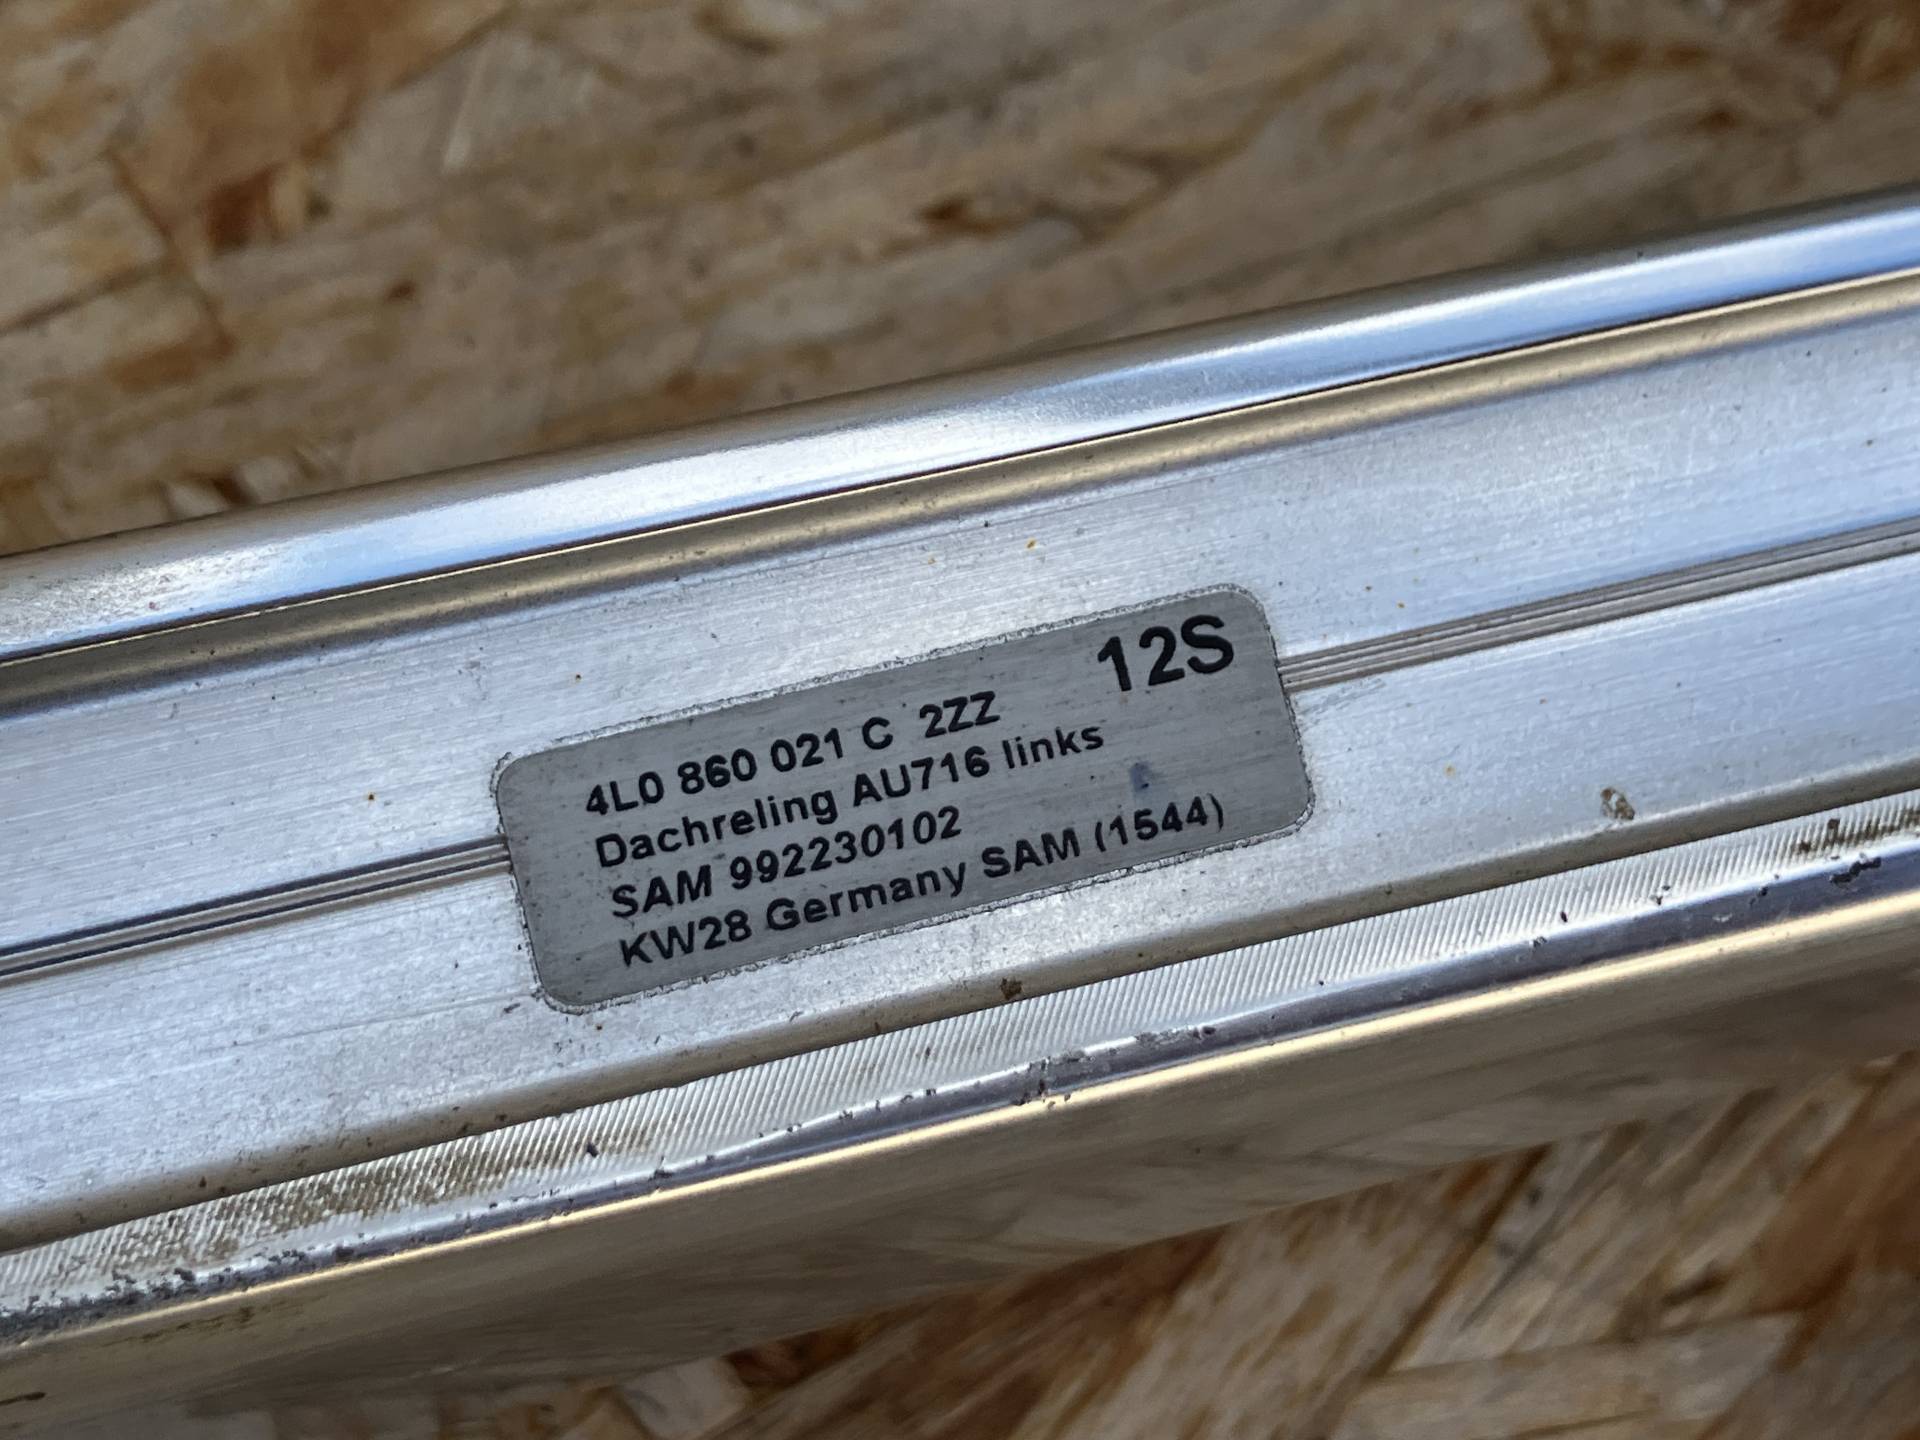 12S
4L0 860 021 C 2ZZ
Dachreling AU716 links
SAM 992230102
KW28 Germany SAM (1544)